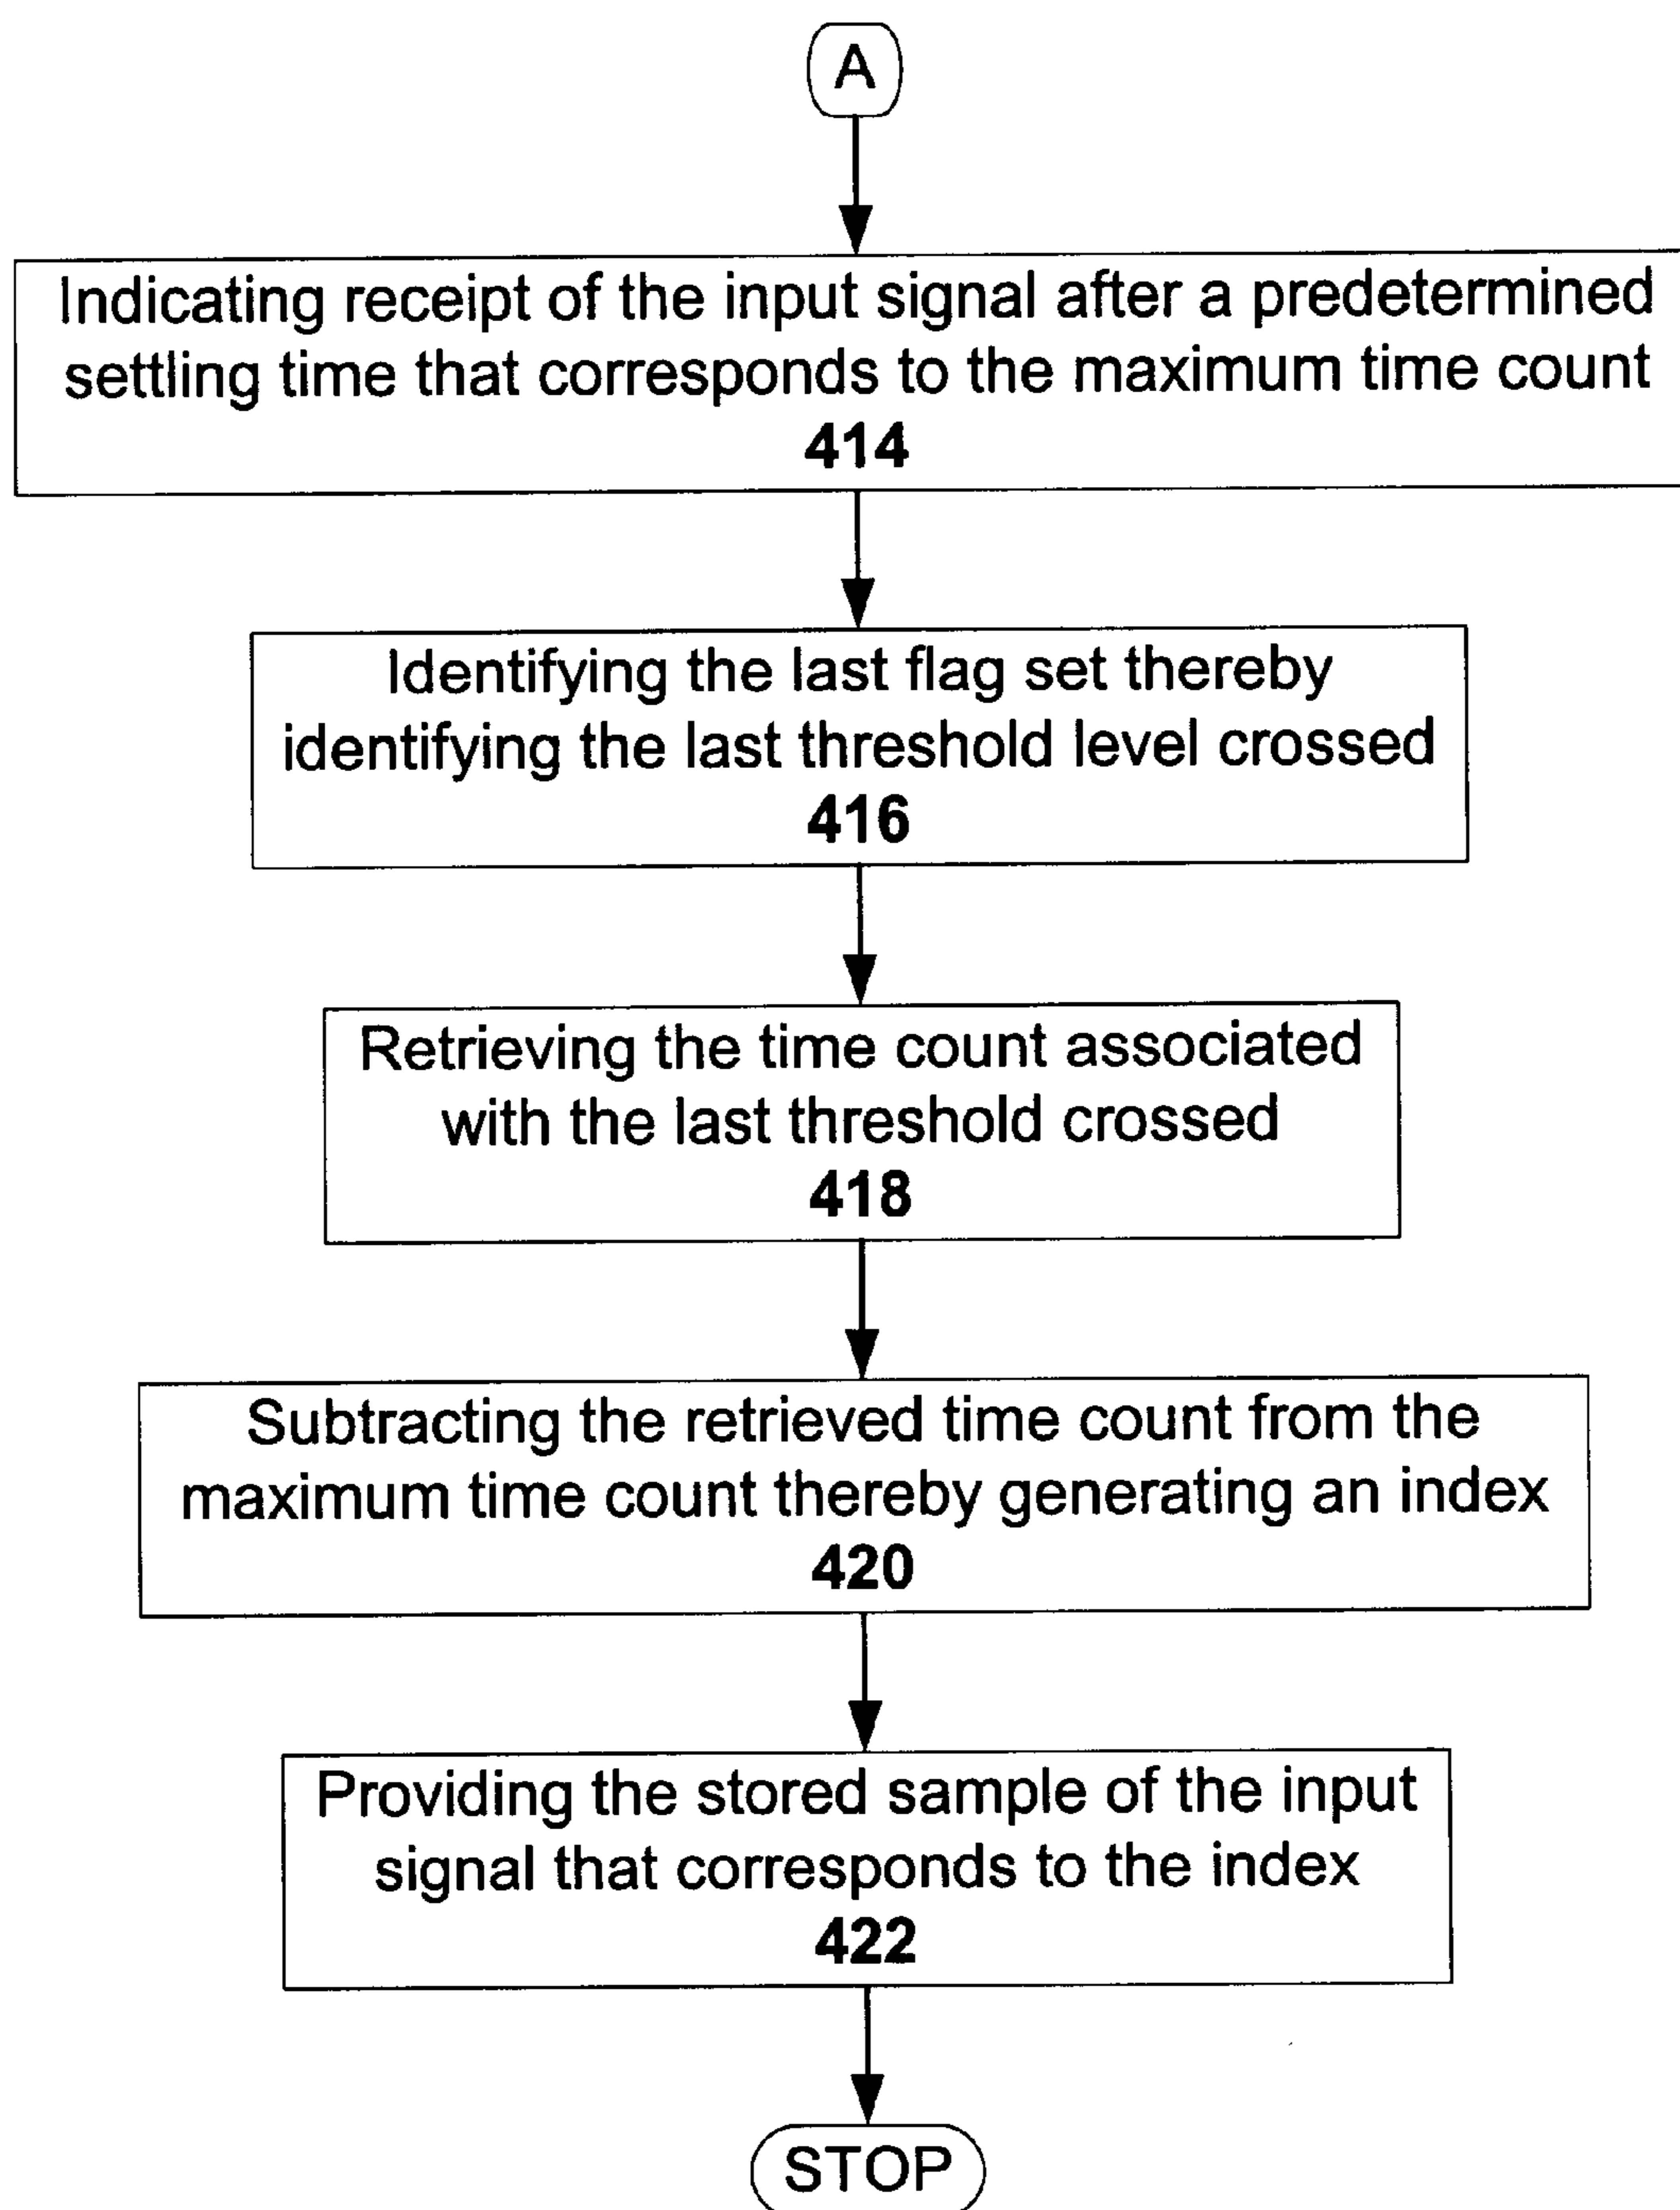 A
Indicating receipt of the input signal after a predetermined
settling time that corresponds to the maximum time count
414
Identifying the last flag set thereby
identifying the last threshold level crossed
416
Retrieving the time count associated
with the last threshold crossed
418
Subtracting the retrieved time count from the
maximum time count thereby generating an index
420
Providing the stored sample of the input
signal that corresponds to the index
422
STOP